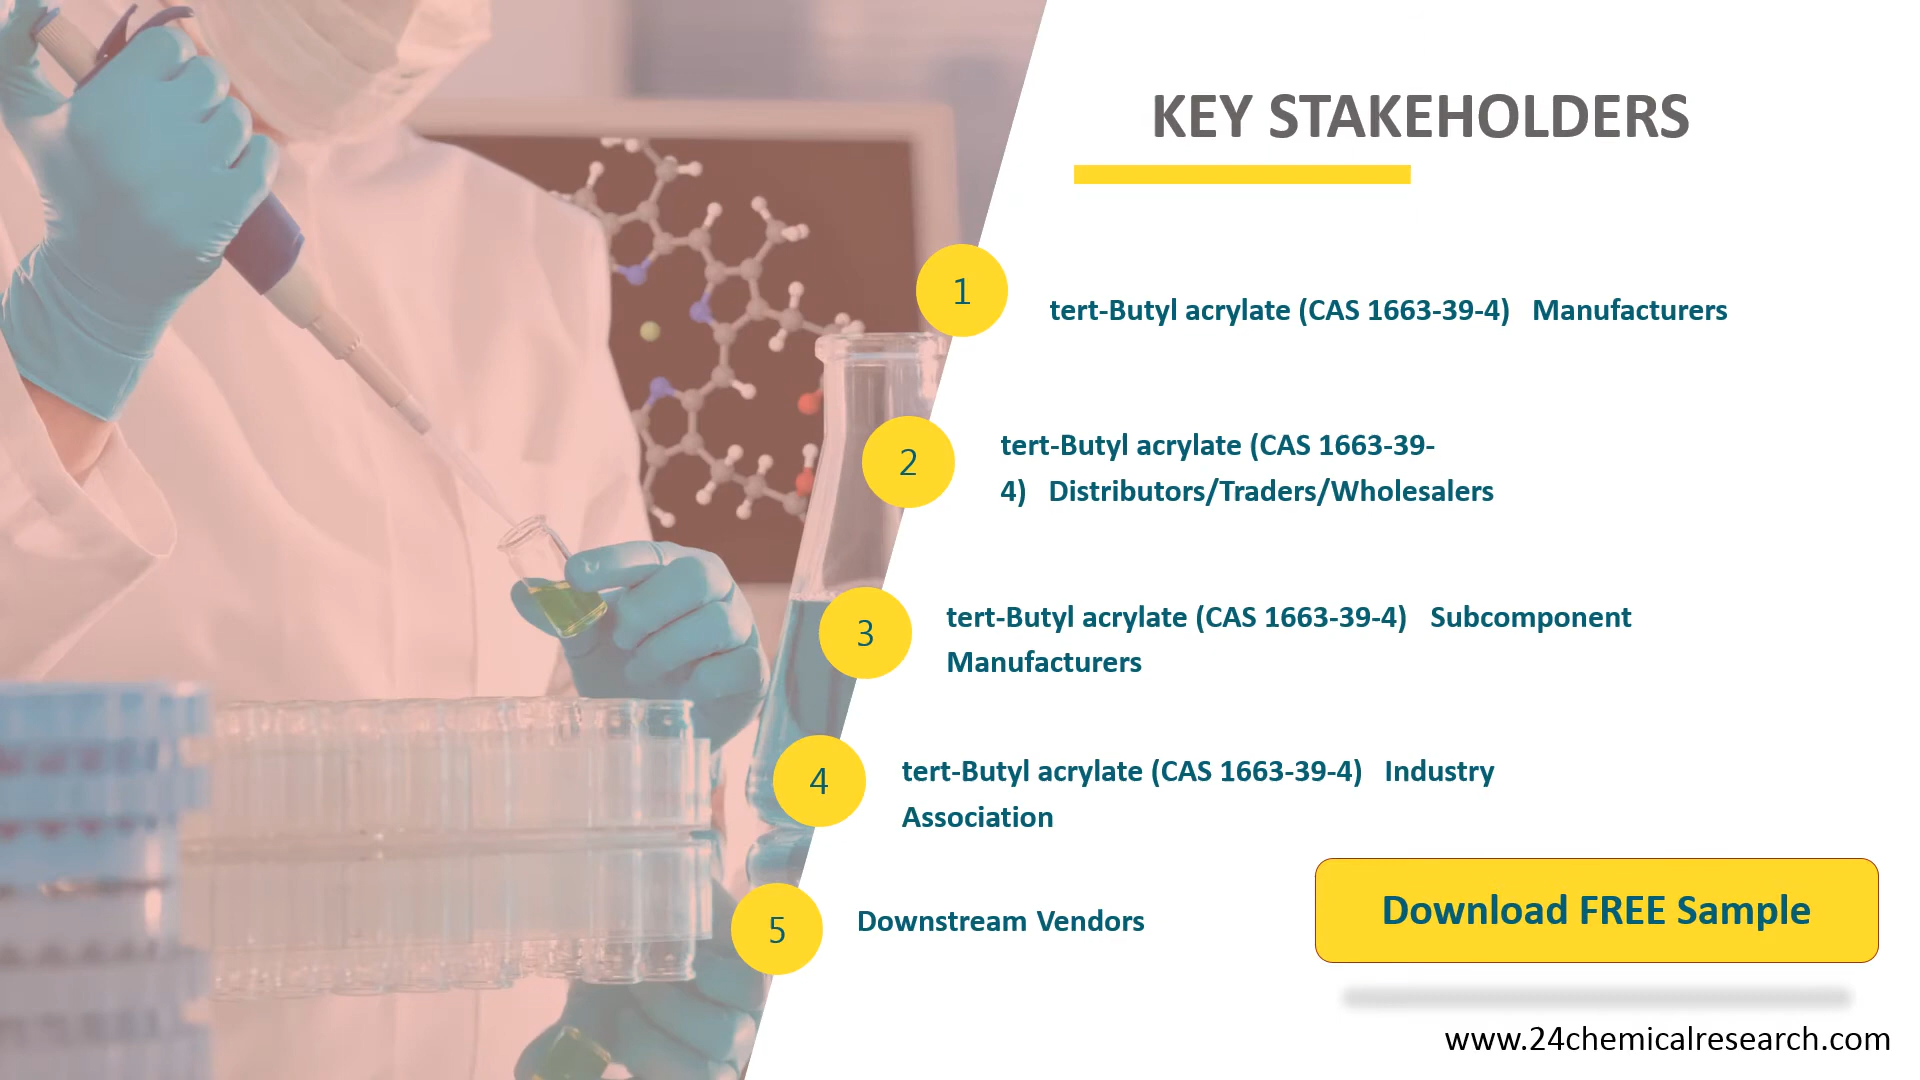 KEY STAKEHOLDERS
1
tert-Butyl acrylate (CAS 1663-39-4) Manufacturers
2
tert-Butyl acrylate (CAS 1663-39-
4) Distributors/Traders/Wholesalers
3
tert-Butyl acrylate (CAS 1663-39-4) Subcomponent
Manufacturers
4
tert-Butyl acrylate (CAS 1663-39-4) Industry
Association
5
Downstream Vendors
Download FREE Sample
www.24chemicalresearch.com